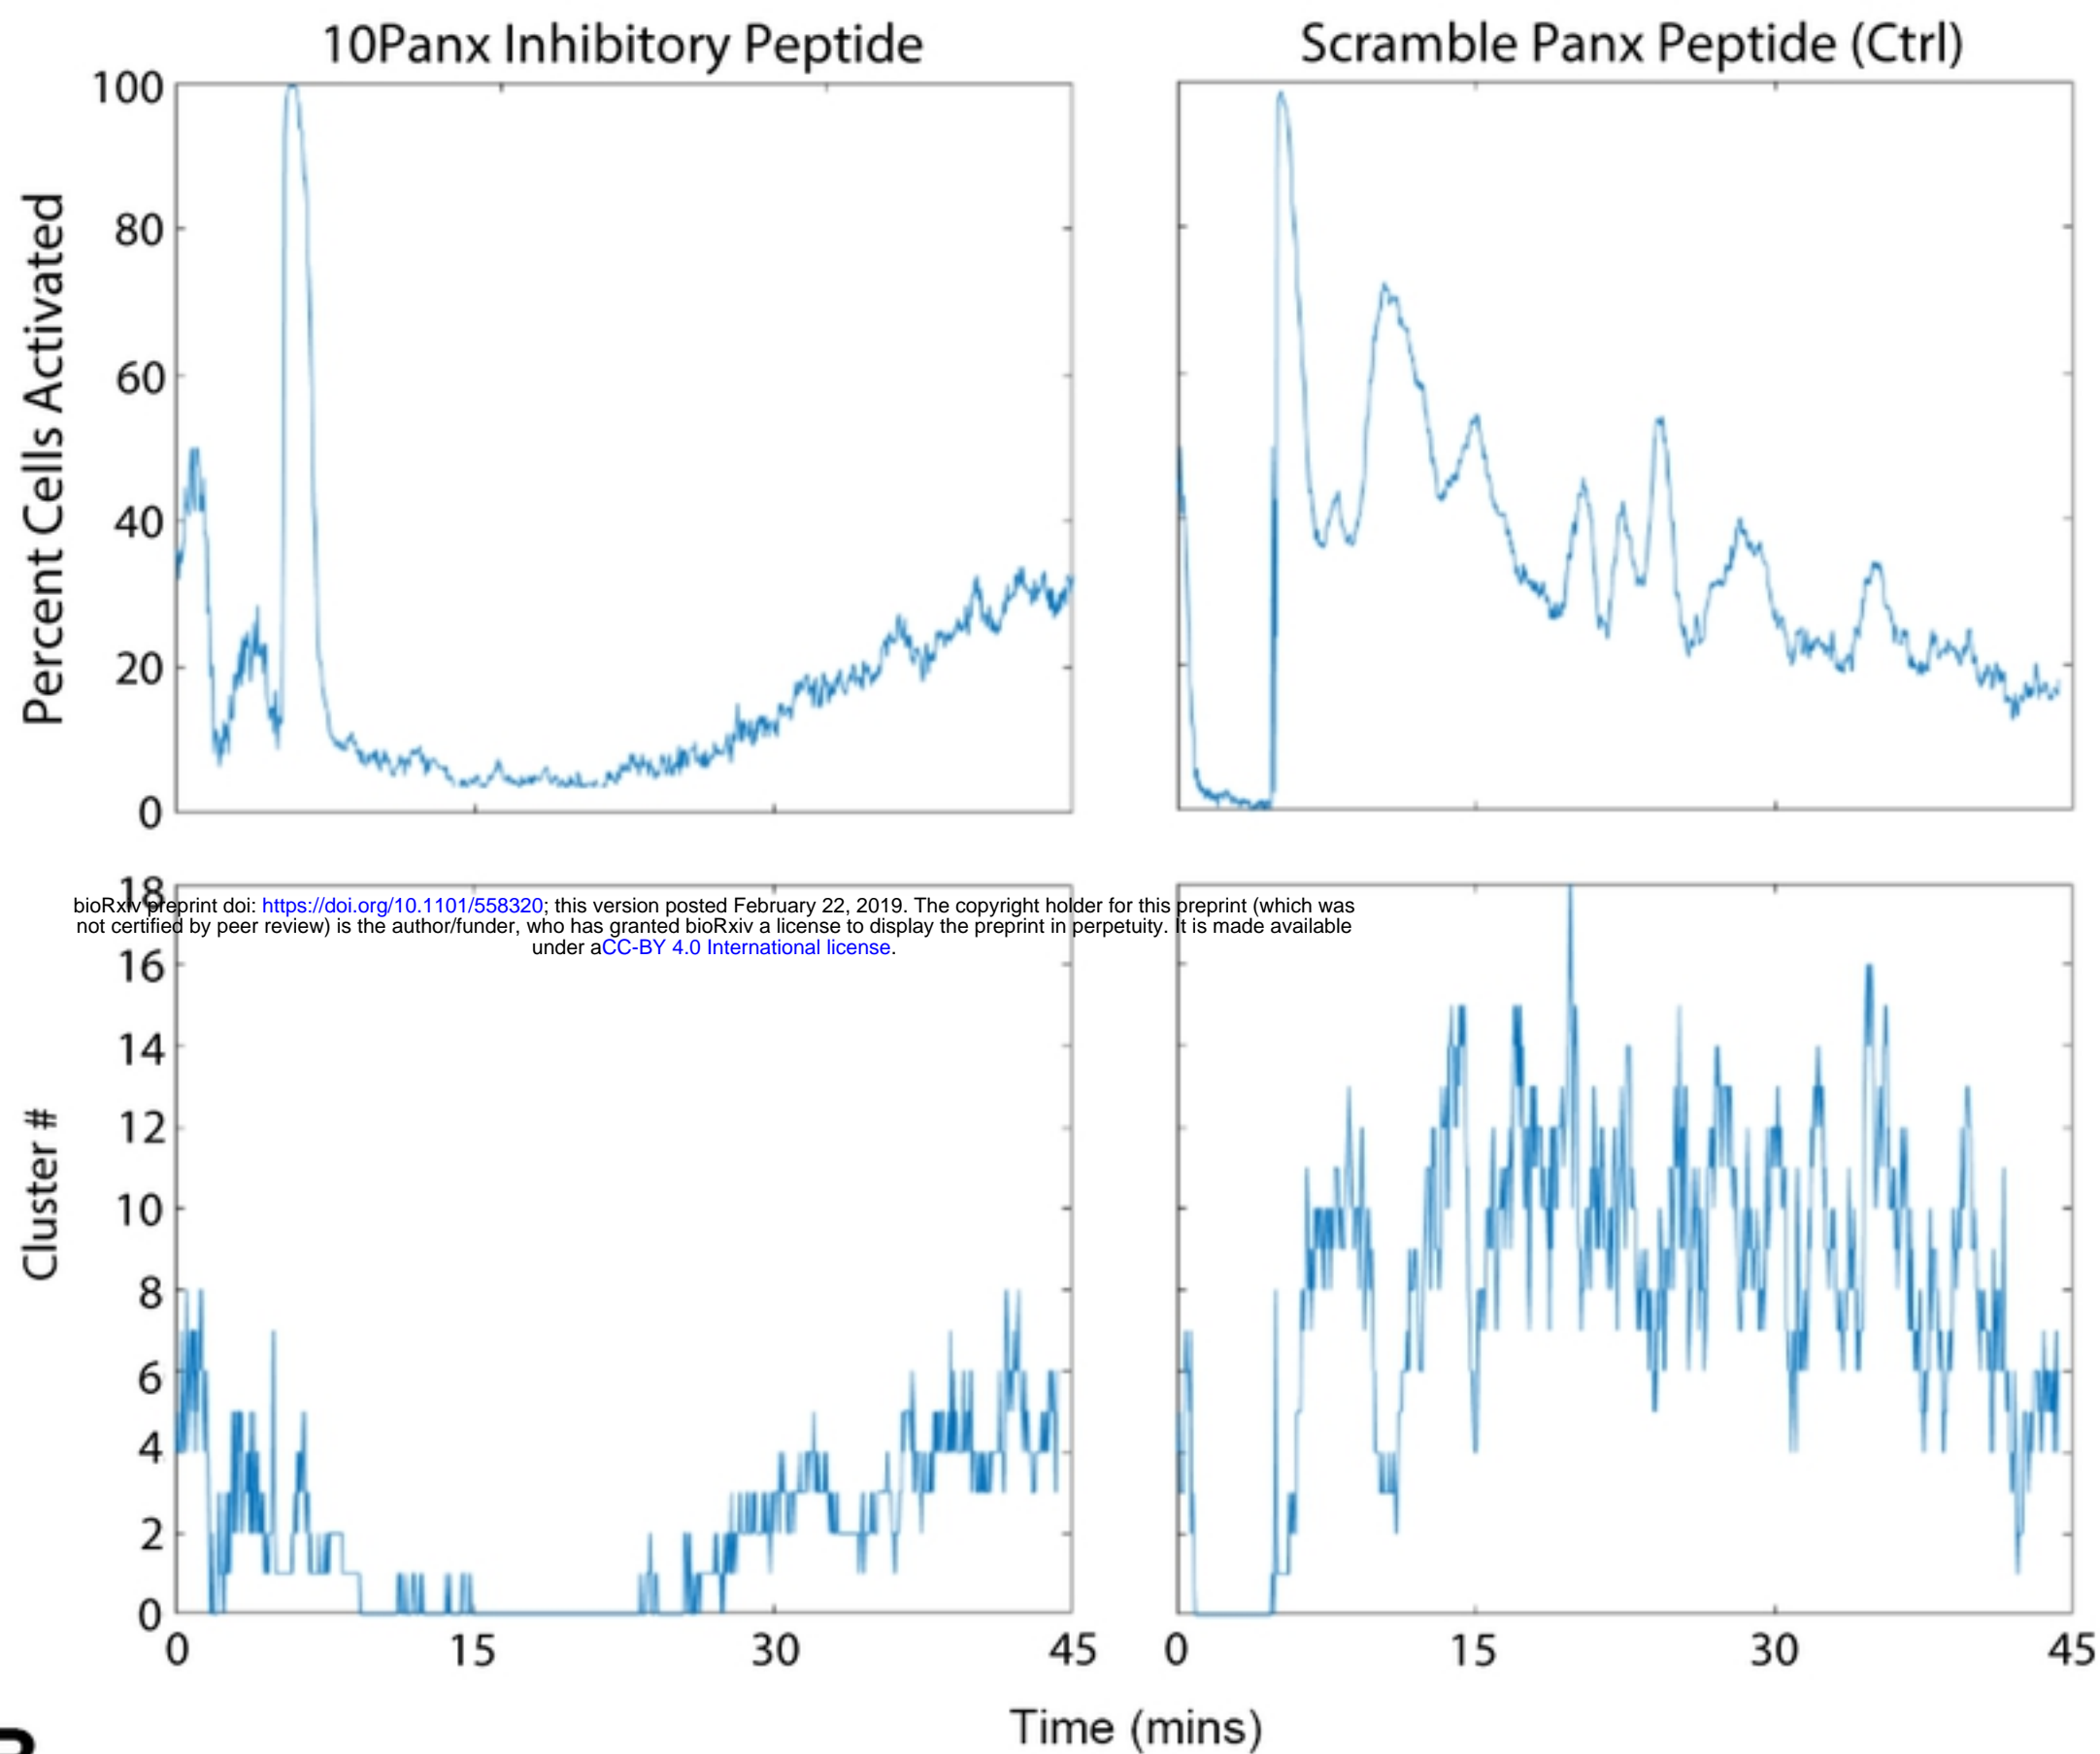 10Panx Inhibitory Peptide
Scramble Panx Peptide (Ctrl)
Percent Cells Activated
100
80
60
40
20
0
bioRxiv preprint doi: https://doi.org/10.1101/558320; this version posted February 22, 2019. The copyright holder for this preprint (which was
not certified by peer review) is the author/funder, who has granted bioRxiv a license to display the preprint in perpetuity. It is made available
under aCC-BY 4.0 International license.
Cluster #
18
16
14
12
10
8
6
4
2
0
0 15 30 45
0 15 30 45
Time (mins)